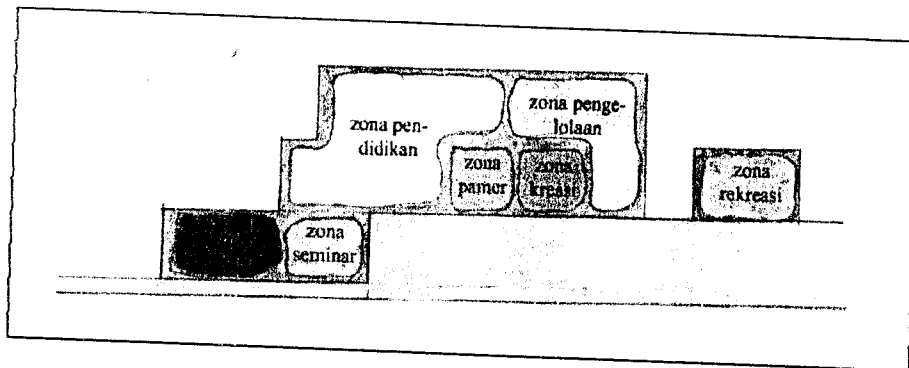 zona pen-
didikan
zona penge-
lolaan
zona
pamer
zona
kreasi
zona
rekreasi
zona
seminar